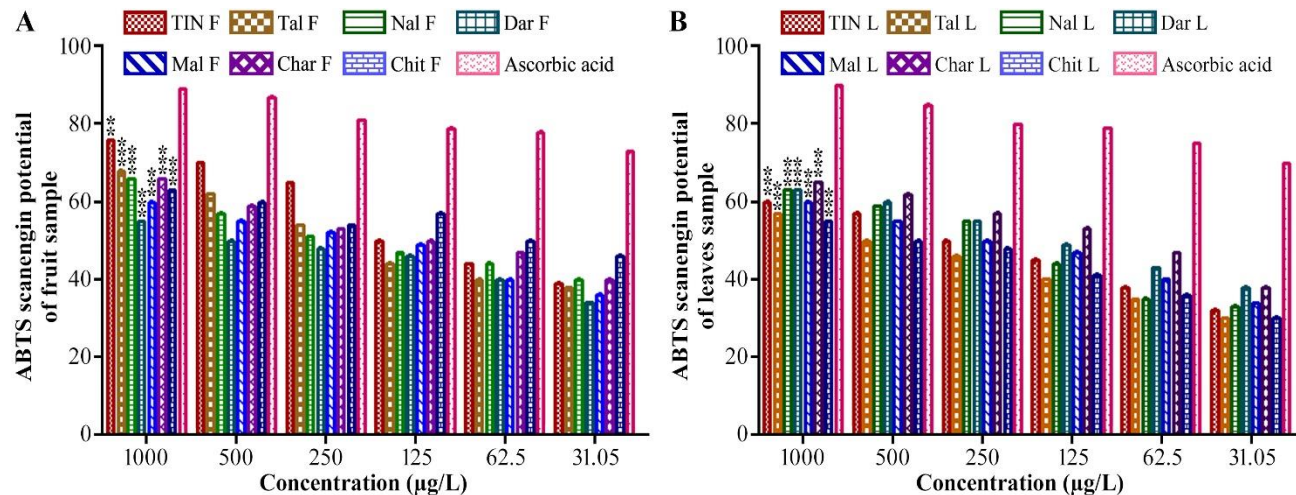 A
TIN F Tal F Nal F Dar F
Mal F Char F Chit F Ascorbic acid
ABTS scanengin potential
of fruit sample
100
80
60
40
20
0
** *** *** *** *** *** ***
1000 500 250 125 62.5 31.05
Concentration (µg/L)
B
TIN L Tal L Nal L Dar L
Mal L Char L Chit L Ascorbic acid
ABTS scanengin potential
of leaves sample
100
80
60
40
20
0
*** *** *** *** *** *** ***
1000 500 250 125 62.5 31.05
Concentration (µg/L)